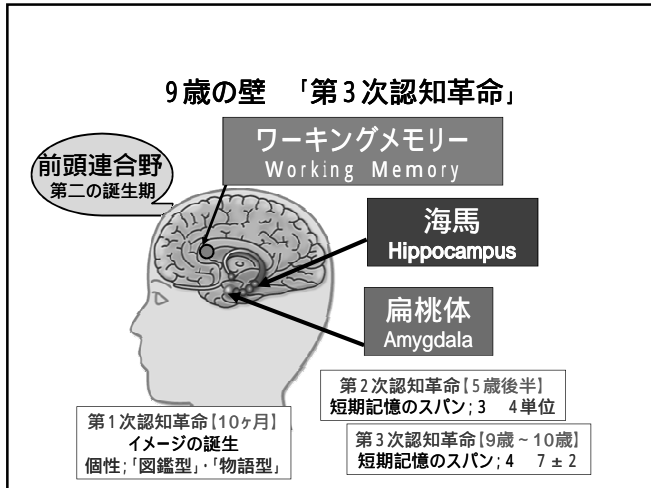 9歳の壁 「第3次認知革命」
ワーキングメモリー
Working Memory
前頭連合野
第二の誕生期
海馬
Hippocampus
扁桃体
Amygdala
第2次認知革命【5歳後半】
短期記憶のスパン;3 4単位
第1次認知革命【10ヶ月】
イメージの誕生
個性;「図鑑型」・「物語型」
第3次認知革命【9歳~10歳】
短期記憶のスパン;4 7±2